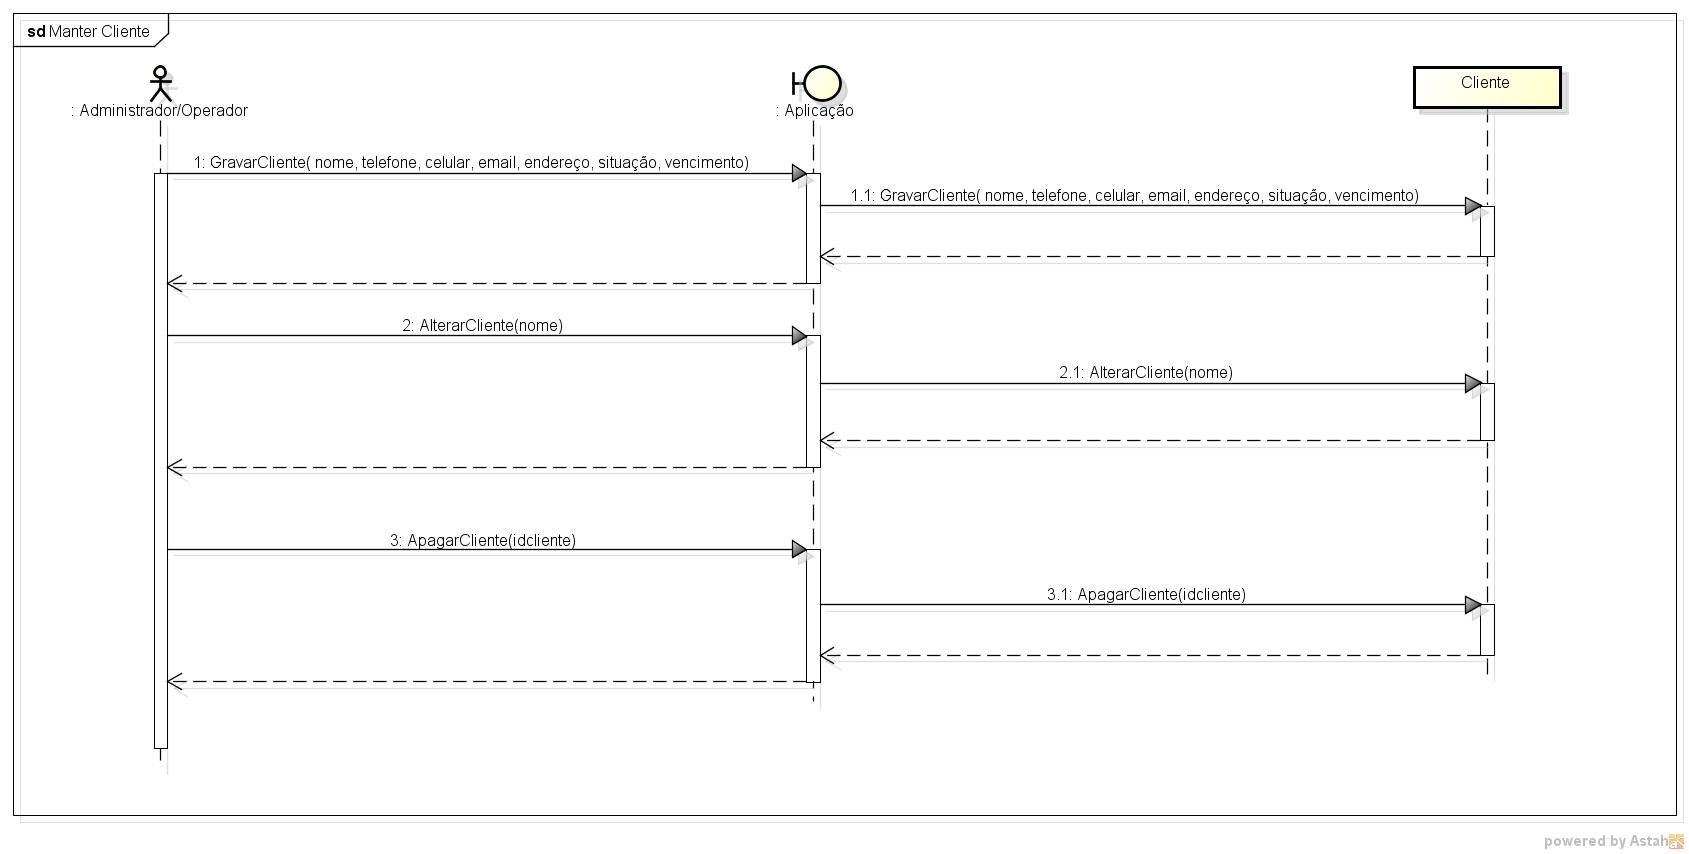 sd Manter Cliente
: Administrador/Operador
: Aplicação
Cliente
1: GravarCliente( nome, telefone, celular, email, endereço, situação, vencimento)
1.1: GravarCliente( nome, telefone, celular, email, endereço, situação, vencimento)
2: AlterarCliente(nome)
2.1: AlterarCliente(nome)
3: ApagarCliente(idcliente)
3.1: ApagarCliente(idcliente)
powered by Astah